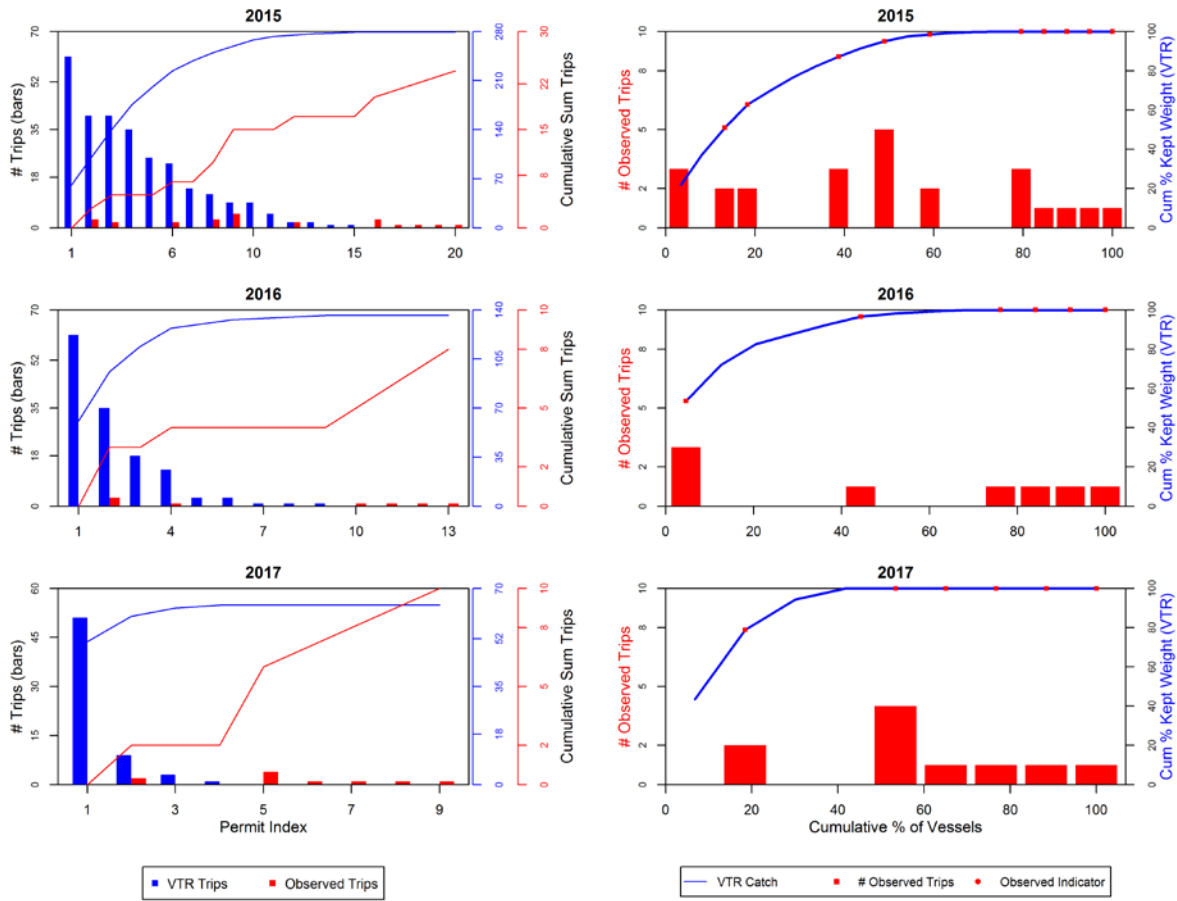 2015
2015
# Trips (bars)
0 18 35 52 70
0 70 140 210 280
0 8 15 22 30
Cumulative Sum Trips
1 6 10 15 20
# Observed Trips
0 2 5 8 10
0 20 40 60 80 100
Cum % Kept Weight (VTR)
0 20 40 60 80 100
2016
2016
# Trips (bars)
0 18 35 52 70
0 35 70 105 140
0 2 5 8 10
Cumulative Sum Trips
1 4 7 10 13
# Observed Trips
0 2 5 8 10
0 20 40 60 80 100
Cum % Kept Weight (VTR)
0 20 40 60 80 100
2017
2017
# Trips (bars)
0 15 30 45 60
0 18 35 52 70
0 2 5 8 10
Cumulative Sum Trips
1 3 5 7 9
Permit Index
# Observed Trips
0 2 5 8 10
0 20 40 60 80 100
Cum % Kept Weight (VTR)
0 20 40 60 80 100
Cumulative % of Vessels
VTR Trips Observed Trips
VTR Catch # Observed Trips Observed Indicator